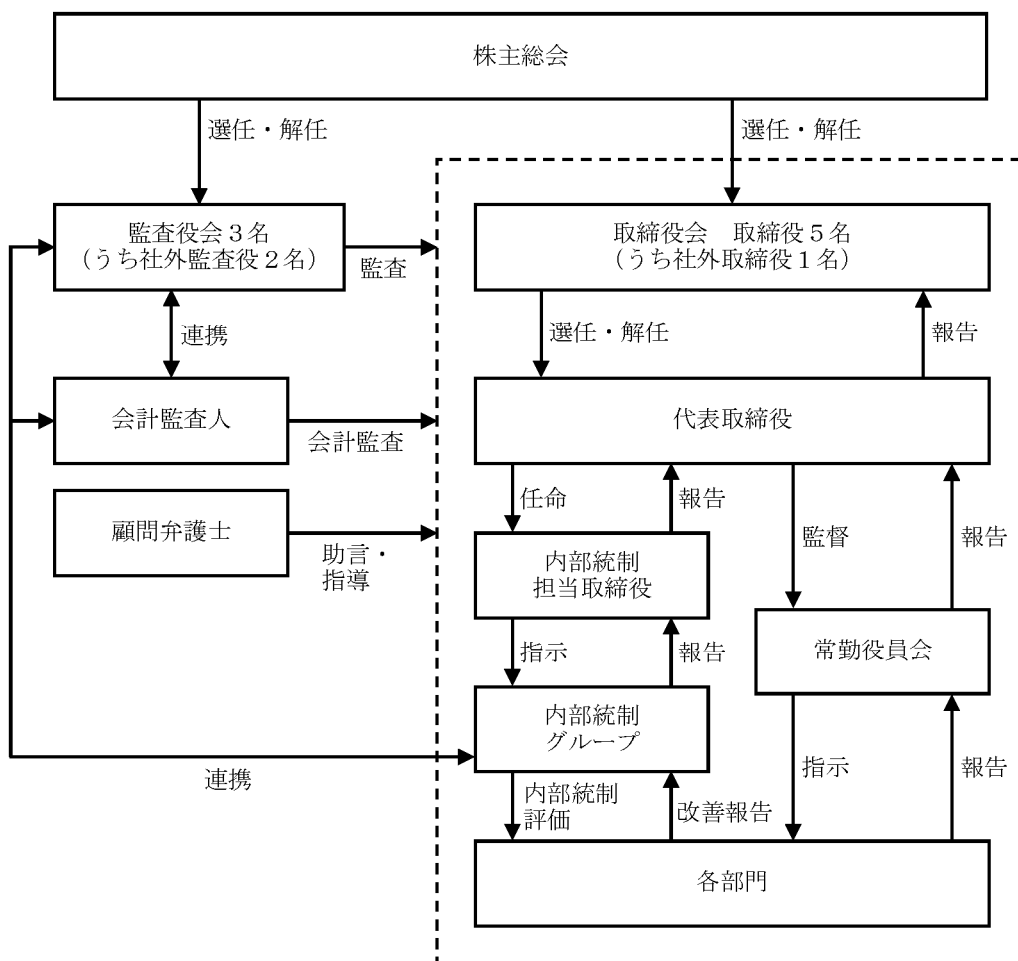 株主総会
選任・解任
選任・解任
監査役会3名
(うち社外監査役2名)
監査
取締役会 取締役5名
(うち社外取締役1名)
連携
選任・解任
報告
会計監査人
会計監査
代表取締役
顧問弁護士
助言・
指導
任命
報告
監督
報告
内部統制
担当取締役
指示
報告
常勤役員会
内部統制
グループ
連携
指示
報告
内部統制
評価
改善報告
各部門